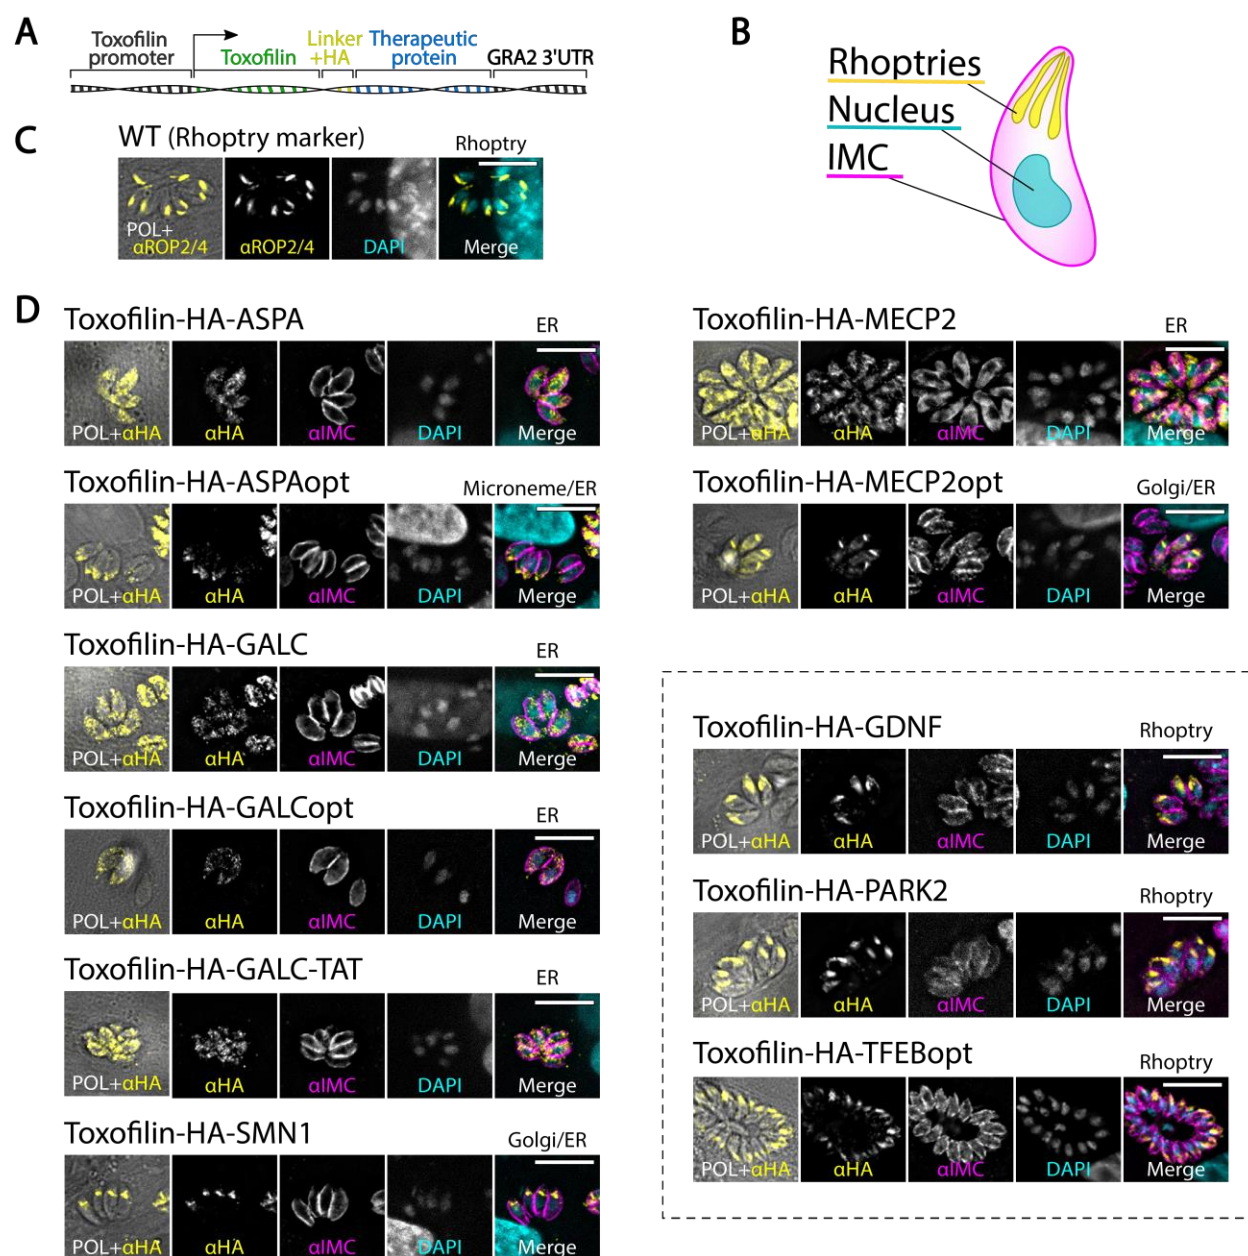 A
Toxofilin
promoter
Toxofilin
Linker
+HA
Therapeutic
protein
GRA2 3'UTR
B
Rhoptries
Nucleus
IMC
C
WT (Rhoptry marker)
Rhoptry
POL+
αROP2/4
αROP2/4
DAPI
Merge
D
Toxofilin-HA-ASPA
ER
POL+αHA
αHA
αIMC
DAPI
Merge
Toxofilin-HA-ASPAopt
Microneme/ER
POL+αHA
αHA
αIMC
DAPI
Merge
Toxofilin-HA-GALC
ER
POL+αHA
αHA
αIMC
DAPI
Merge
Toxofilin-HA-GALCopt
ER
POL+αHA
αHA
αIMC
DAPI
Merge
Toxofilin-HA-GALC-TAT
ER
POL+αHA
αHA
αIMC
DAPI
Merge
Toxofilin-HA-SMN1
Golgi/ER
POL+αHA
αHA
αIMC
DAPI
Merge
Toxofilin-HA-MECP2
ER
POL+αHA
αHA
αIMC
DAPI
Merge
Toxofilin-HA-MECP2opt
Golgi/ER
POL+αHA
αHA
αIMC
DAPI
Merge
Toxofilin-HA-GDNF
Rhoptry
POL+αHA
αHA
αIMC
DAPI
Merge
Toxofilin-HA-PARK2
Rhoptry
POL+αHA
αHA
αIMC
DAPI
Merge
Toxofilin-HA-TFEBopt
Rhoptry
POL+αHA
αHA
αIMC
DAPI
Merge